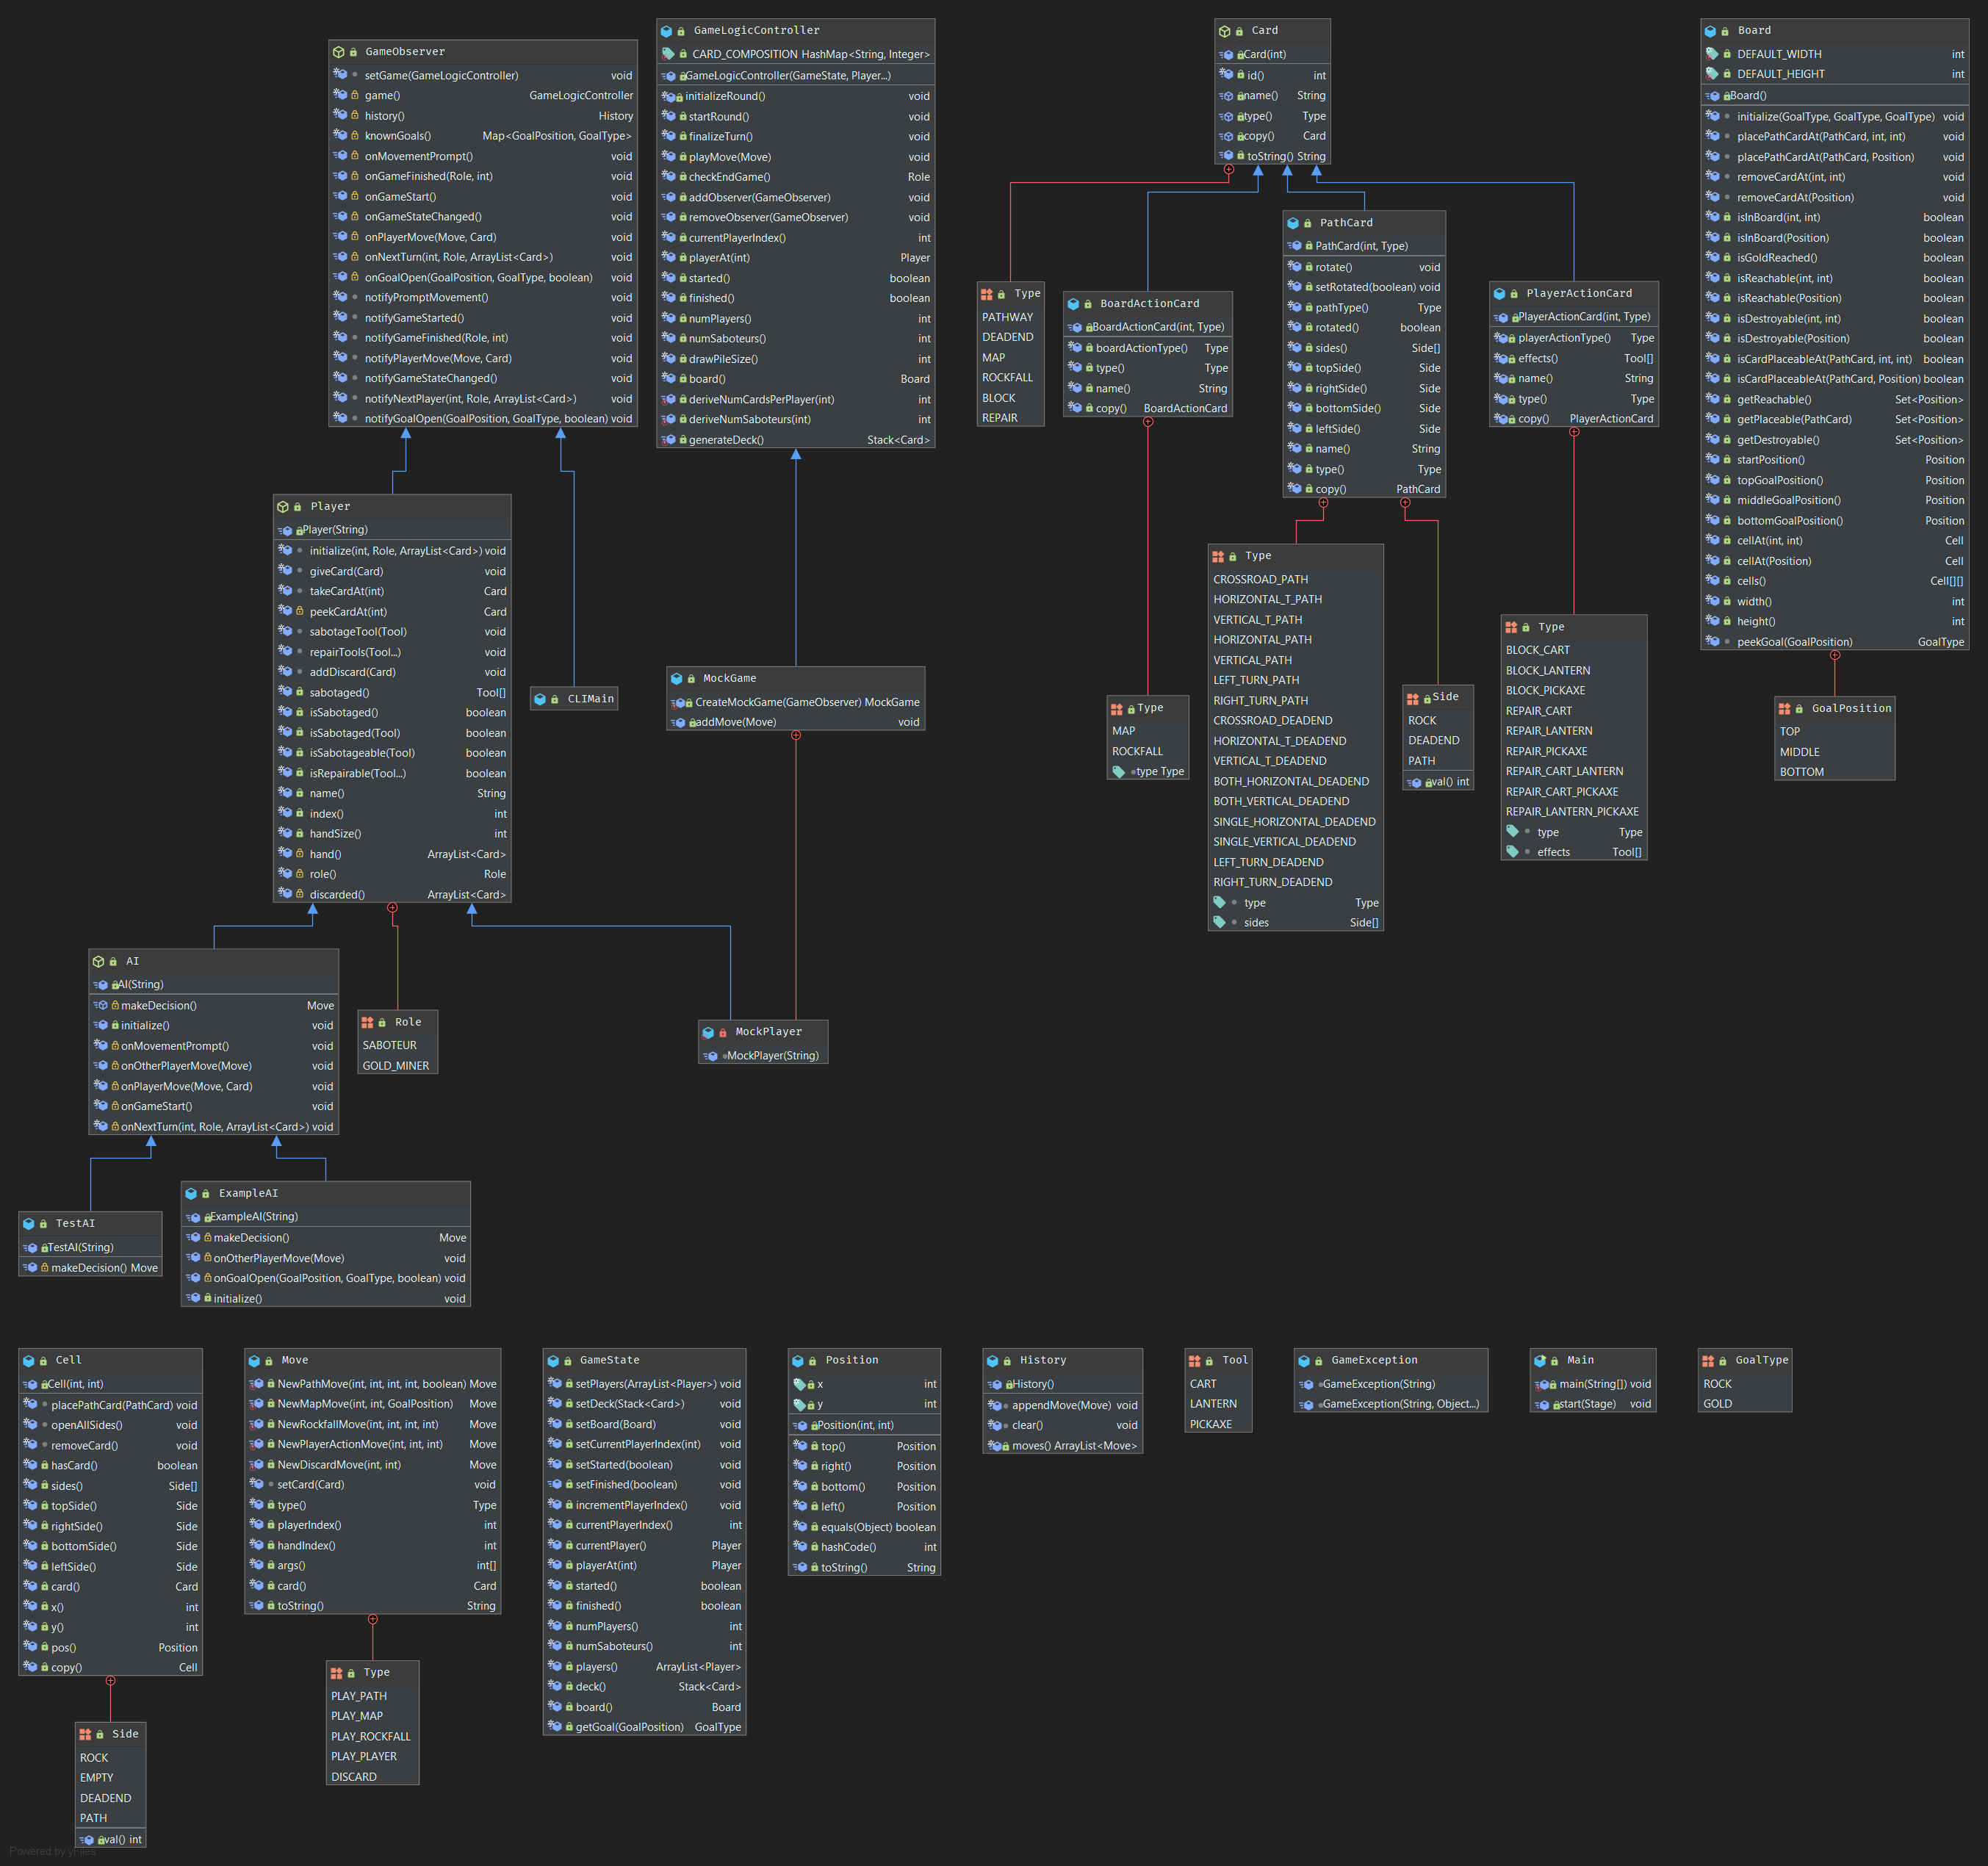 GameObserver
setGame(GameLogicController) void
game() GameLogicController
history() History
knownGoals() Map<GoalPosition, GoalType>
onMovementPrompt() void
onGameFinished(Role, int) void
onGameStart() void
onGameStateChanged() void
onPlayerMove(Move, Card) void
onNextTurn(int, Role, ArrayList<Card>) void
onGoalOpen(GoalPosition, GoalType, boolean) void
notifyPromptMovement() void
notifyGameStarted() void
notifyGameFinished(Role, int) void
notifyPlayerMove(Move, Card) void
notifyGameStateChanged() void
notifyNextPlayer(int, Role, ArrayList<Card>) void
notifyGoalOpen(GoalPosition, GoalType, boolean) void
GameLogicController
CARD_COMPOSITION HashMap<String, Integer>
GameLogicController(GameState, Player...)
initializeRound() void
startRound() void
finalizeTurn() void
playMove(Move) void
checkEndGame() Role
addObserver(GameObserver) void
removeObserver(GameObserver) void
currentPlayerIndex() int
playerAt(int) Player
started() boolean
finished() boolean
numPlayers() int
numSaboteurs() int
drawPileSize() int
board() Board
deriveNumCardsPerPlayer(int) int
deriveNumSaboteurs(int) int
generateDeck() Stack<Card>
Card
Card(int)
id() int
name() String
type() Type
copy() Card
toString() String
Board
DEFAULT_WIDTH int
DEFAULT_HEIGHT int
Board()
initialize(GoalType, GoalType, GoalType) void
placePathCardAt(PathCard, int, int) void
placePathCardAt(PathCard, Position) void
removeCardAt(int, int) void
removeCardAt(Position) void
isInBoard(int, int) boolean
isInBoard(Position) boolean
isGoldReached() boolean
isReachable(int, int) boolean
isReachable(Position) boolean
isDestroyable(int, int) boolean
isDestroyable(Position) boolean
isCardPlaceableAt(PathCard, int, int) boolean
isCardPlaceableAt(PathCard, Position) boolean
getReachable() Set<Position>
getPlaceable(PathCard) Set<Position>
getDestroyable() Set<Position>
startPosition() Position
topGoalPosition() Position
middleGoalPosition() Position
bottomGoalPosition() Position
cellAt(int, int) Cell
cellAt(Position) Cell
cells() Cell[][]
width() int
height() int
peekGoal(GoalPosition) GoalType
Type
PATHWAY
DEADEND
MAP
ROCKFALL
BLOCK
REPAIR
BoardActionCard
BoardActionCard(int, Type)
boardActionType() Type
type() Type
name() String
copy() BoardActionCard
PathCard
PathCard(int, Type)
rotate() void
setRotated(boolean) void
pathType() Type
rotated() boolean
sides() Side[]
topSide() Side
rightSide() Side
bottomSide() Side
leftSide() Side
name() String
type() Type
copy() PathCard
PlayerActionCard
PlayerActionCard(int, Type)
playerActionType() Type
effects() Tool[]
name() String
type() Type
copy() PlayerActionCard
Player
Player(String)
initialize(int, Role, ArrayList<Card>) void
giveCard(Card) void
takeCardAt(int) Card
peekCardAt(int) Card
sabotageTool(Tool) void
repairTools(Tool...) void
addDiscard(Card) void
sabotaged() Tool[]
isSabotaged() boolean
isSabotaged(Tool) boolean
isSabotageable(Tool) boolean
isRepairable(Tool...) boolean
name() String
index() int
handSize() int
hand() ArrayList<Card>
role() Role
discarded() ArrayList<Card>
CLIMain
MockGame
CreateMockGame(GameObserver) MockGame
addMove(Move) void
Type
MAP
ROCKFALL
type Type
Type
CROSSROAD_PATH
HORIZONTAL_T_PATH
VERTICAL_T_PATH
HORIZONTAL_PATH
VERTICAL_PATH
LEFT_TURN_PATH
RIGHT_TURN_PATH
CROSSROAD_DEADEND
HORIZONTAL_T_DEADEND
VERTICAL_T_DEADEND
BOTH_HORIZONTAL_DEADEND
BOTH_VERTICAL_DEADEND
SINGLE_HORIZONTAL_DEADEND
SINGLE_VERTICAL_DEADEND
LEFT_TURN_DEADEND
RIGHT_TURN_DEADEND
type Type
sides Side[]
Side
ROCK
DEADEND
PATH
val() int
Type
BLOCK_CART
BLOCK_LANTERN
BLOCK_PICKAXE
REPAIR_CART
REPAIR_LANTERN
REPAIR_PICKAXE
REPAIR_CART_LANTERN
REPAIR_CART_PICKAXE
REPAIR_LANTERN_PICKAXE
type Type
effects Tool[]
GoalPosition
TOP
MIDDLE
BOTTOM
AI
AI(String)
makeDecision() Move
initialize() void
onMovementPrompt() void
onOtherPlayerMove(Move) void
onPlayerMove(Move, Card) void
onGameStart() void
onNextTurn(int, Role, ArrayList<Card>) void
Role
SABOTEUR
GOLD_MINER
MockPlayer
MockPlayer(String)
TestAI
TestAI(String)
makeDecision() Move
ExampleAI
ExampleAI(String)
makeDecision() Move
onOtherPlayerMove(Move) void
onGoalOpen(GoalPosition, GoalType, boolean) void
initialize() void
Cell
Cell(int, int)
placePathCard(PathCard) void
openAllSides() void
removeCard() void
hasCard() boolean
sides() Side[]
topSide() Side
rightSide() Side
bottomSide() Side
leftSide() Side
card() Card
x() int
y() int
pos() Position
copy() Cell
Move
NewPathMove(int, int, int, int, boolean) Move
NewMapMove(int, int, GoalPosition) Move
NewRockfallMove(int, int, int, int) Move
NewPlayerActionMove(int, int, int) Move
NewDiscardMove(int, int) Move
setCard(Card) void
type() Type
playerIndex() int
handIndex() int
args() int[]
card() Card
toString() String
GameState
setPlayers(ArrayList<Player>) void
setDeck(Stack<Card>) void
setBoard(Board) void
setCurrentPlayerIndex(int) void
setStarted(boolean) void
setFinished(boolean) void
incrementPlayerIndex() void
currentPlayerIndex() int
currentPlayer() Player
playerAt(int) Player
started() boolean
finished() boolean
numPlayers() int
numSaboteurs() int
players() ArrayList<Player>
deck() Stack<Card>
board() Board
getGoal(GoalPosition) GoalType
Position
x int
y int
Position(int, int)
top() Position
right() Position
bottom() Position
left() Position
equals(Object) boolean
hashCode() int
toString() String
History
History()
appendMove(Move) void
clear() void
moves() ArrayList<Move>
Tool
CART
LANTERN
PICKAXE
GameException
GameException(String)
GameException(String, Object...)
Main
main(String[]) void
start(Stage) void
GoalType
ROCK
GOLD
Side
ROCK
EMPTY
DEADEND
PATH
val() int
Type
PLAY_PATH
PLAY_MAP
PLAY_ROCKFALL
PLAY_PLAYER
DISCARD
Powered by yFiles